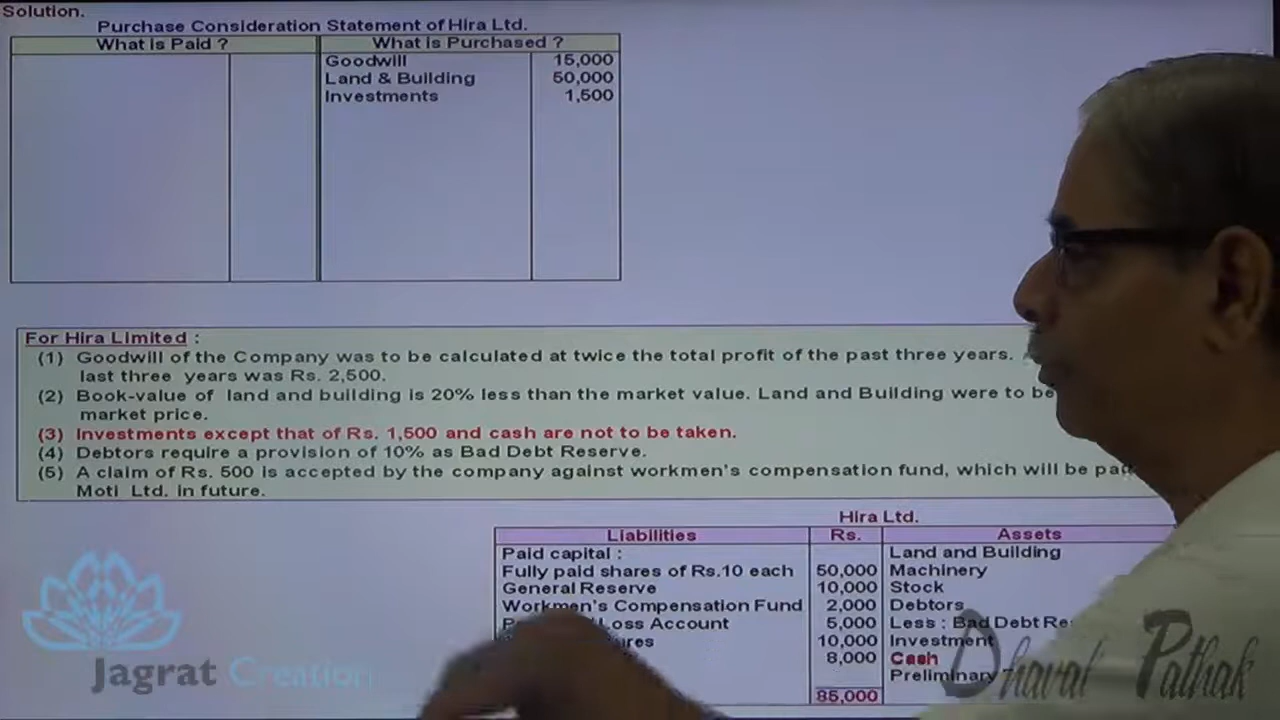 Solution.
Purchase Consideration Statement of Hira Ltd.
What is Paid ? What is Purchased ?
Goodwill 15,000
Land & Building 50,000
Investments 1,500
For Hira Limited :
(1) Goodwill of the Company was to be calculated at twice the total profit of the past three years.
last three years was Rs. 2,500.
(2) Book-value of land and building is 20% less than the market value. Land and Building were to be
market price.
(3) Investments except that of Rs. 1,500 and cash are not to be taken.
(4) Debtors require a provision of 10% as Bad Debt Reserve.
(5) A claim of Rs. 500 is accepted by the company against workmen's compensation fund, which will be
Moti Ltd. in future.
Hira Ltd.
Liabilities Rs. Assets
Paid capital : Land and Building
Fully paid shares of Rs.10 each 50,000 Machinery
General Reserve 10,000 Stock
Workmen's Compensation Fund 2,000 Debtors
Loss Account 5,000 Less : Bad Debt
10,000 Investment
8,000 Cash
Preliminary
85,000
Jagrat Creation
Dhaval Pathak